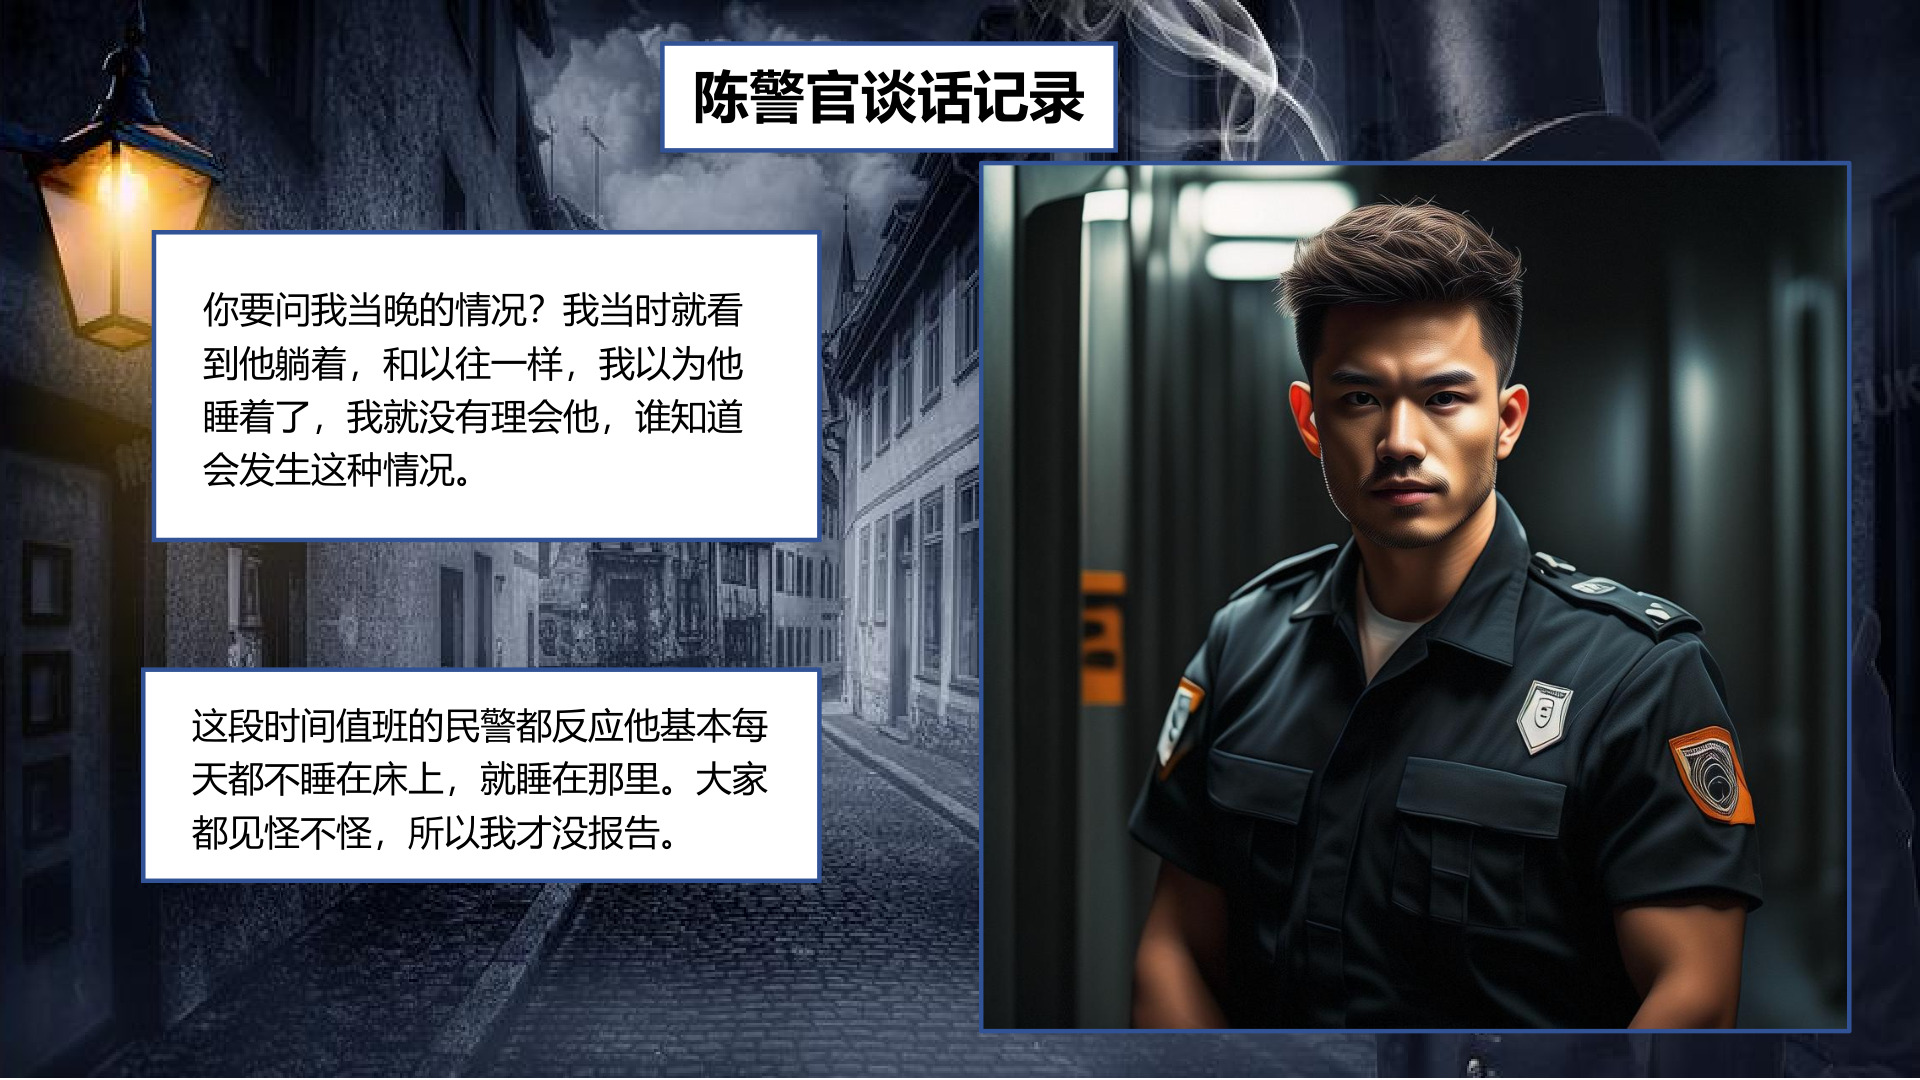 陈警官谈话记录
你要问我当晚的情况？我当时就看
到他躺着，和以往一样，我以为他
睡着了，我就没有理会他，谁知道
会发生这种情况。
这段时间值班的民警都反应他基本每
天都不睡在床上，就睡在那里。大家
都见怪不怪，所以我才没报告。